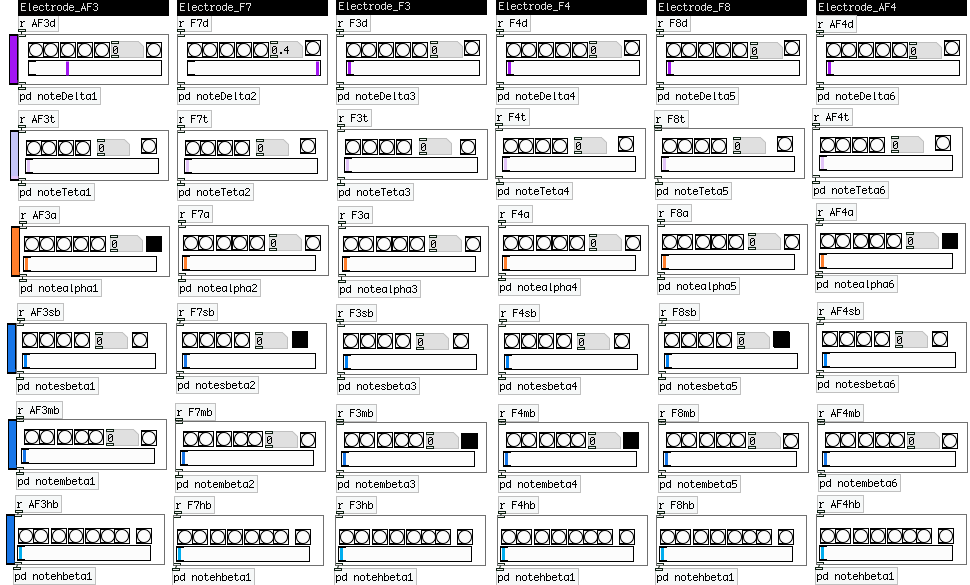 Electrode_AF3 Electrode_F7 Electrode_F3 Electrode_F4 Electrode_F8 Electrode_AF4
r AF3d r F7d r F3d r F4d r F8d r AF4d
0 0.4 0 0 0 0
pd noteDelta1 pd noteDelta2 pd noteDelta3 pd noteDelta4 pd noteDelta5 pd noteDelta6
r AF3t r F7t r F3t r F4t r F8t r AF4t
0 0 0 0 0 0
pd noteTeta1 pd noteTeta2 pd noteTeta3 pd noteTeta4 pd noteTeta5 pd noteTeta6
r AF3a r F7a r F3a r F4a r F8a r AF4a
0 0 0 0 0 0
pd notealpha1 pd notealpha2 pd notealpha3 pd notealpha4 pd notealpha5 pd notealpha6
r AF3sb r F7sb r F3sb r F4sb r F8sb r AF4sb
0 0 0 0 0 0
pd notesbeta1 pd notesbeta2 pd notesbeta3 pd notesbeta4 pd notesbeta5 pd notesbeta6
r AF3mb r F7mb r F3mb r F4mb r F8mb r AF4mb
0 0 0 0 0 0
pd notembeta1 pd notembeta2 pd notembeta3 pd notembeta4 pd notembeta5 pd notembeta6
r AF3hb r F7hb r F3hb r F4hb r F8hb r AF4hb
pd notehbeta1 pd notehbeta1 pd notehbeta1 pd notehbeta1 pd notehbeta1 pd notehbeta1